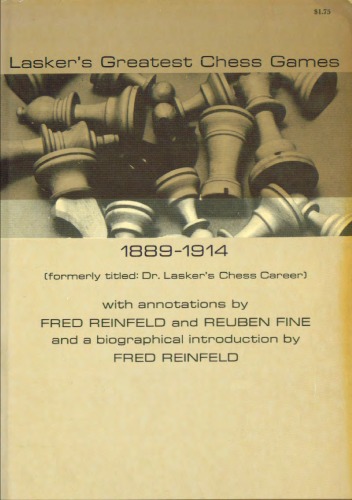 $1.75
Lasker's Greatest Chess Games
1889-1914
(formerly titled: Dr. Lasker's Chess Career)
with annotations by
FRED REINFELD and REUBEN FINE
and a biographical introduction by
FRED REINFELD